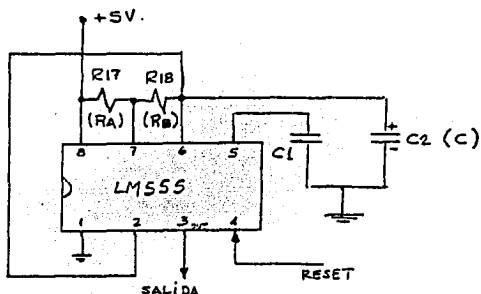 +5V.
R17 R18
(RA) (RB)
8 7 6 5
C1 C2 (C)
+
-
LM555
1 2 3 4
RESET
SALIDA